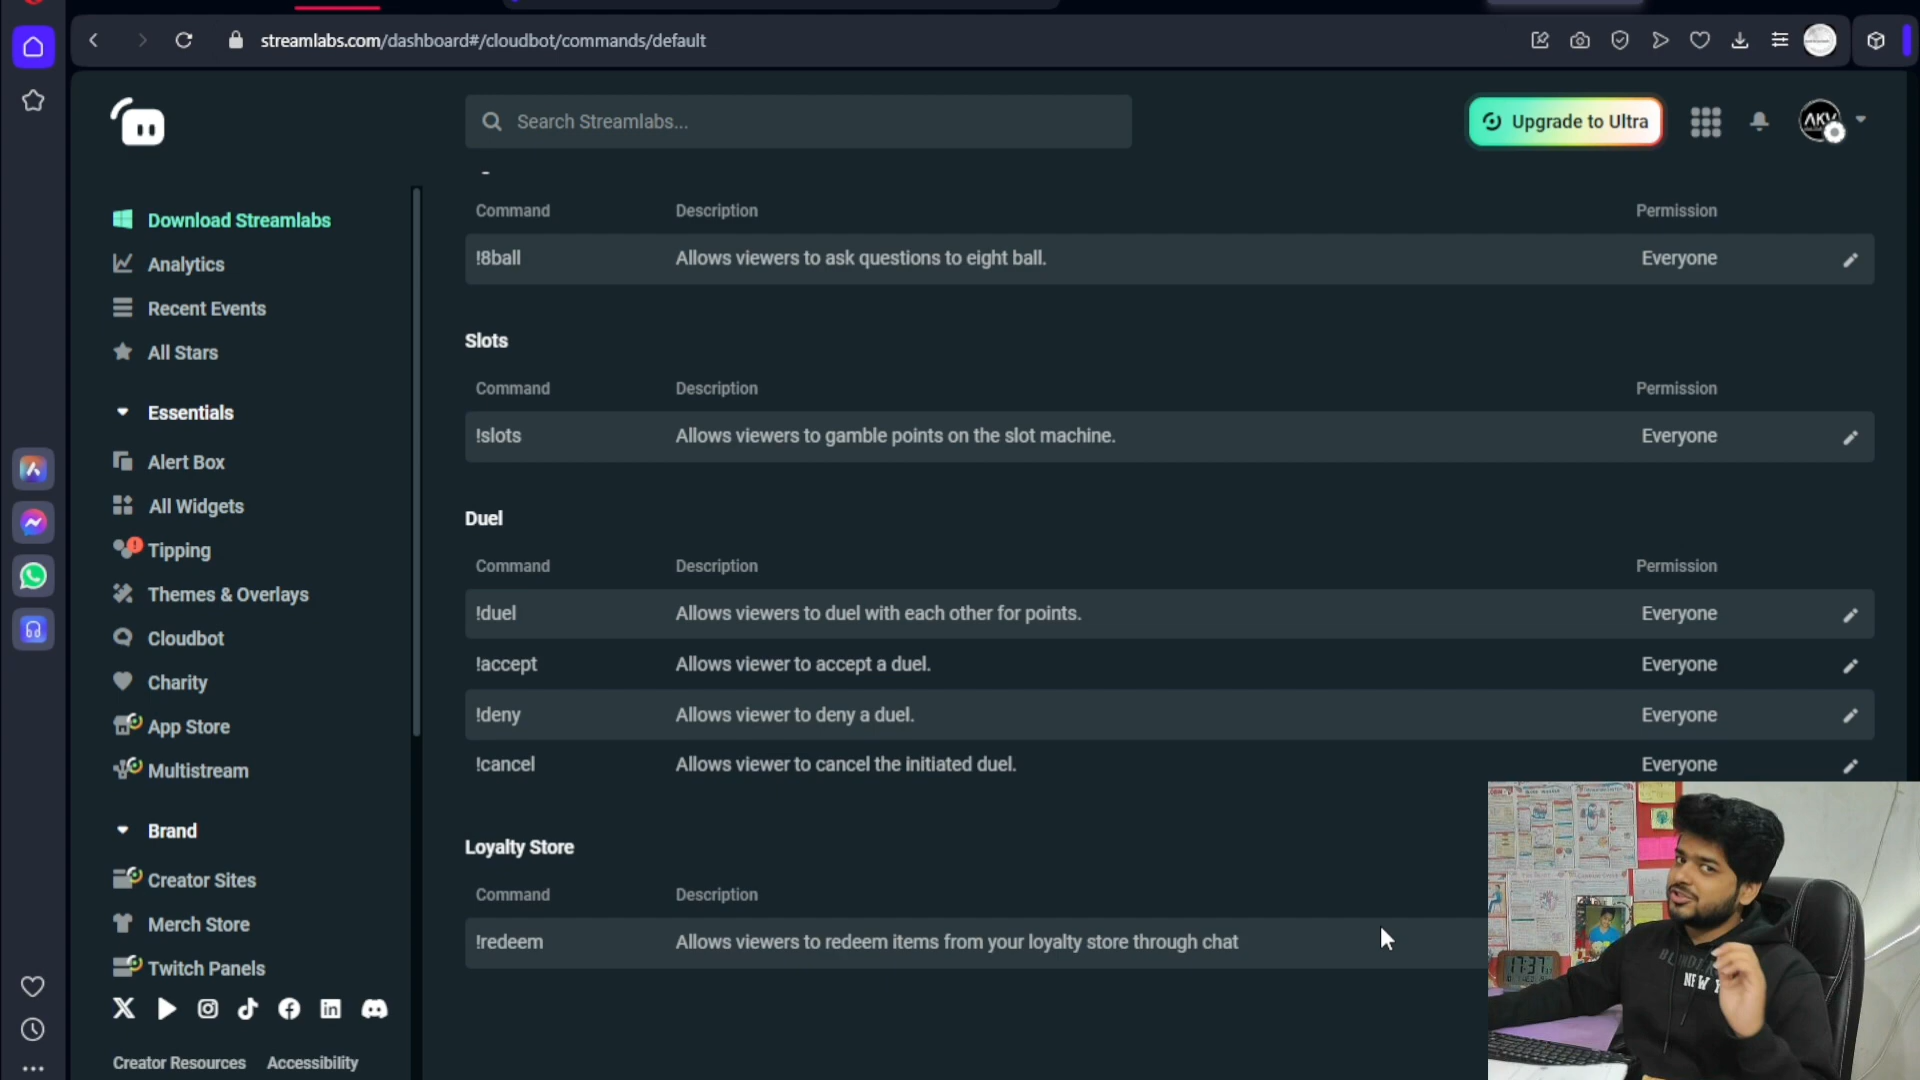 streamlabs.com/dashboard#/cloudbot/commands/default
Search Streamlabs...
Upgrade to Ultra
AKV
Download Streamlabs
Analytics
Recent Events
All Stars
Essentials
Alert Box
All Widgets
Tipping
Themes & Overlays
Cloudbot
Charity
App Store
Multistream
Brand
Creator Sites
Merch Store
Twitch Panels
Creator Resources Accessibility
Command Description Permission
!8ball Allows viewers to ask questions to eight ball. Everyone
Slots
Command Description Permission
!slots Allows viewers to gamble points on the slot machine. Everyone
Duel
Command Description Permission
!duel Allows viewers to duel with each other for points. Everyone
!accept Allows viewer to accept a duel. Everyone
!deny Allows viewer to deny a duel. Everyone
!cancel Allows viewer to cancel the initiated duel. Everyone
Loyalty Store
Command Description
!redeem Allows viewers to redeem items from your loyalty store through chat
17:37
NEW